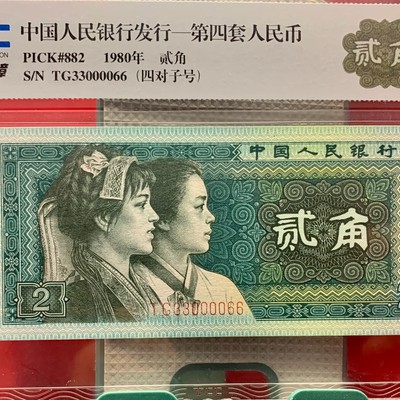 中国人民银行发行—第四套人民币
PICK#882 1980年 贰角
S/N TG33000066 (四对子号)
贰角
中国人民银行
贰角
2
TG33000066